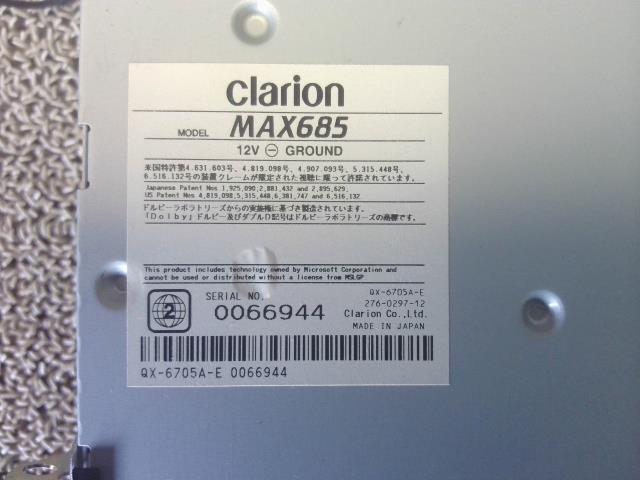 clarion
MODEL MAX685
12V ⊖ GROUND
米国特許第4.631.603号、4.819.098号、4.907.093号、5.315.448号、
6.516.132号の装置クレームが限定された視聴に限って許諾されています。
Japanese Patent Nos 1,925,090,2,881,432 and 2,895,629,
US Patent Nos 4,819,098,5,315,448,6,381,747 and 6,516,132
ドルビーラボラトリーズからの実施権に基づき製造されています。
「Dolby」ドルビー及びダブルD記号はドルビーラボラトリーズの商標です。
This product includes technology owned by Microsoft Corporation and
cannot be used or distributed without a license from MSLGP
2
SERIAL NO.
0066944
QX-6705A-E
276-0297-12
Clarion Co.,Ltd.
MADE IN JAPAN
QX-6705A-E 0066944